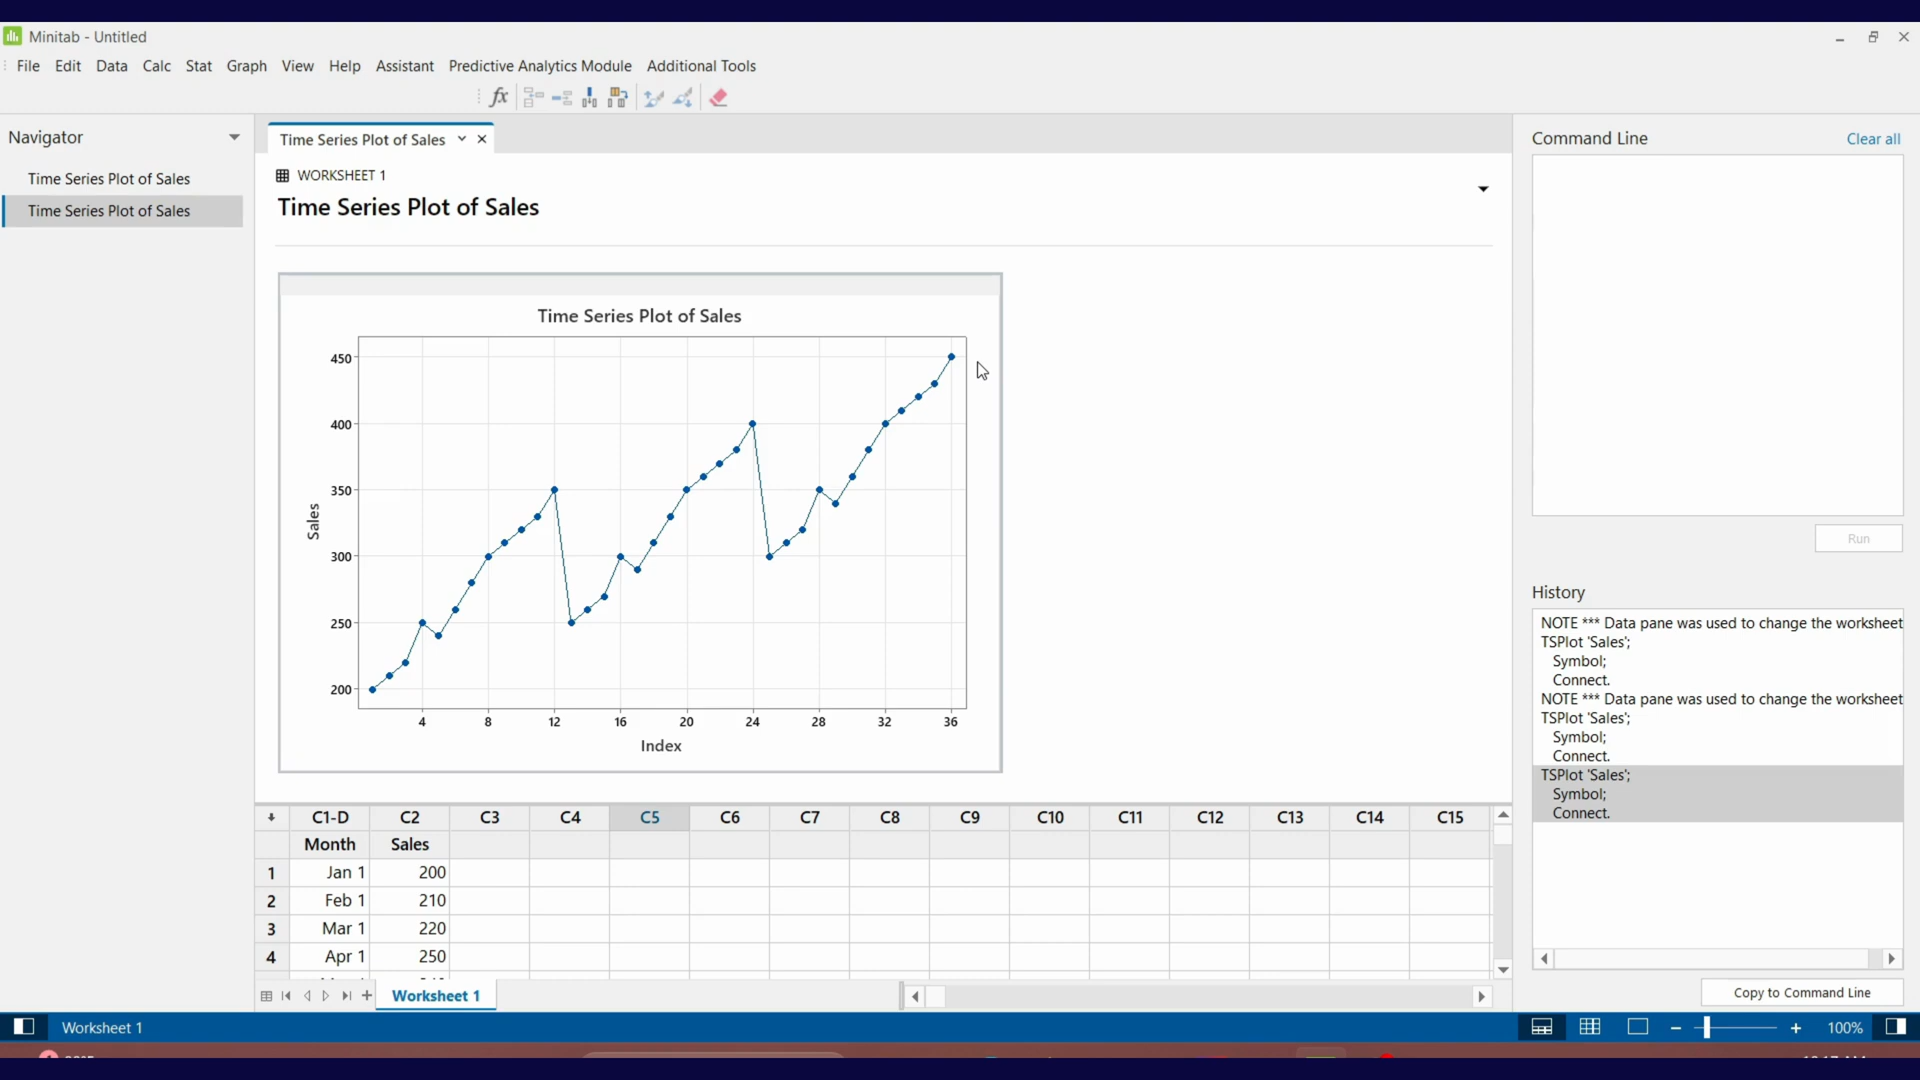 Minitab - Untitled
File Edit Data Calc Stat Graph View Help Assistant Predictive Analytics Module Additional Tools
fx
Navigator
Time Series Plot of Sales
Time Series Plot of Sales
Time Series Plot of Sales
WORKSHEET 1
Time Series Plot of Sales
Time Series Plot of Sales
450
400
350
300
250
200
Sales
4 8 12 16 20 24 28 32 36
Index
C1-D C2 C3 C4 C5 C6 C7 C8 C9 C10 C11 C12 C13 C14 C15
Month Sales
1 Jan 1 200
2 Feb 1 210
3 Mar 1 220
4 Apr 1 250
Worksheet 1
Command Line Clear all
Run
History
NOTE *** Data pane was used to change the worksheet
TSPlot 'Sales';
Symbol;
Connect.
NOTE *** Data pane was used to change the worksheet
TSPlot 'Sales';
Symbol;
Connect.
TSPlot 'Sales';
Symbol;
Connect.
Copy to Command Line
Worksheet 1
100%